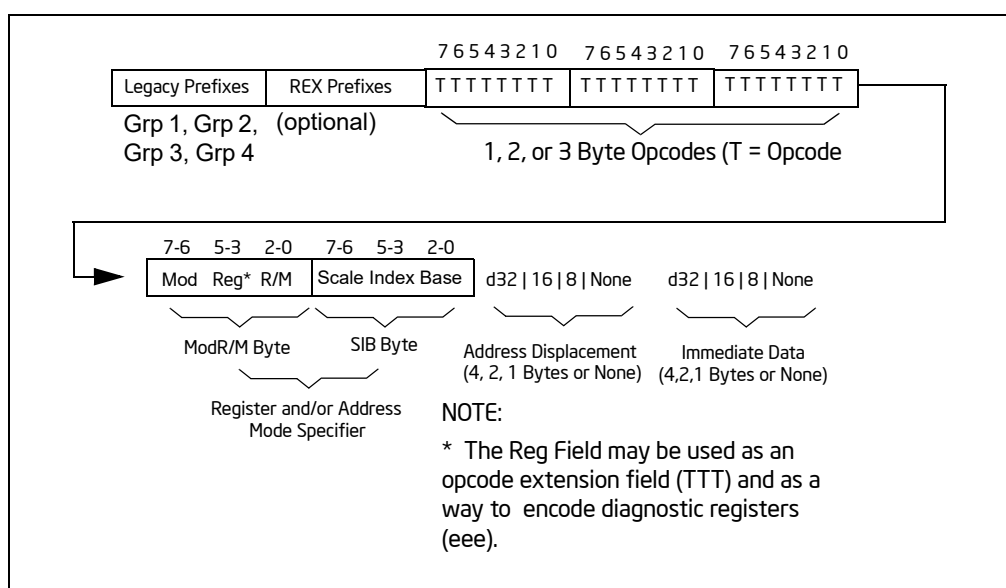 7 6 5 4 3 2 1 0 7 6 5 4 3 2 1 0 7 6 5 4 3 2 1 0
Legacy Prefixes REX Prefixes T T T T T T T T T T T T T T T T T T T T T T T T
Grp 1, Grp 2, (optional)
Grp 3, Grp 4
1, 2, or 3 Byte Opcodes (T = Opcode
7-6 5-3 2-0 7-6 5-3 2-0
Mod Reg* R/M Scale Index Base d32 | 16 | 8 | None d32 | 16 | 8 | None
ModR/M Byte SIB Byte Address Displacement Immediate Data
(4, 2, 1 Bytes or None) (4,2,1 Bytes or None)
Register and/or Address
Mode Specifier
NOTE:
* The Reg Field may be used as an
opcode extension field (TTT) and as a
way to encode diagnostic registers
(eee).